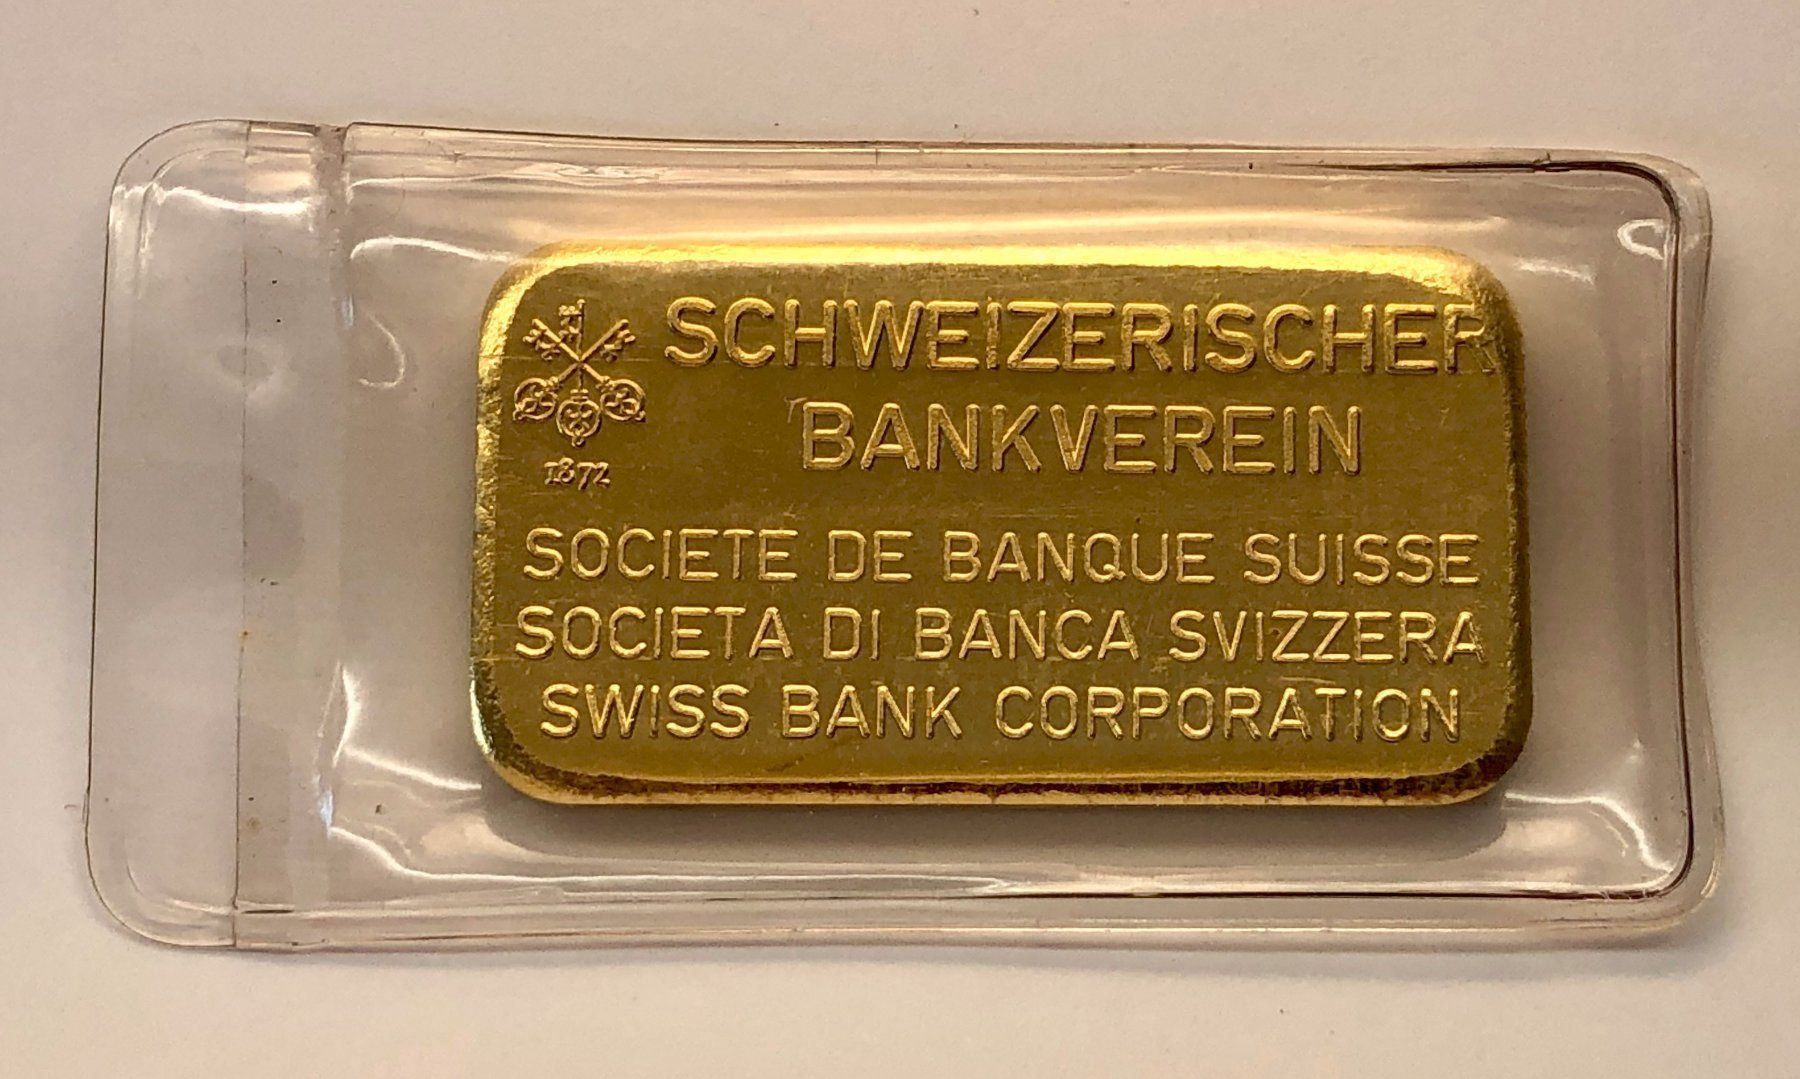 SCHWEIZERISCHER
BANKVEREIN
1872
SOCIETE DE BANQUE SUISSE
SOCIETA DI BANCA SVIZZERA
SWISS BANK CORPORATION